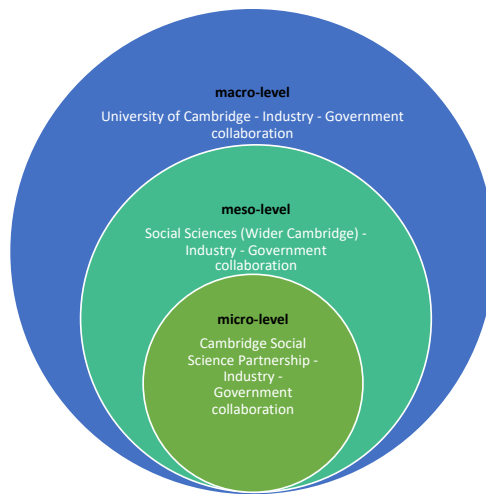 macro-level
University of Cambridge - Industry - Government
collaboration
meso-level
Social Sciences (Wider Cambridge) -
Industry - Government
collaboration
micro-level
Cambridge Social
Science Partnership -
Industry -
Government
collaboration